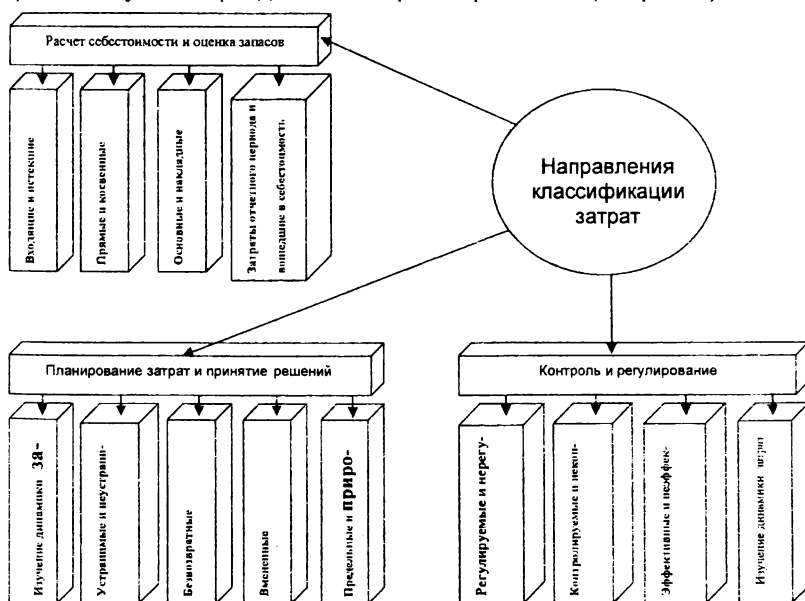 Расчет себестоимости и оценка запасов
Входящие и истекшие
Прямые и косвенные
Основные и накладные
Затраты отчетного периода и
вошедшие в себестоимость
Направления
классификации
затрат
Планирование затрат и принятие решений
Изучение динамики за-
Устранимые и неустрани-
Безвозвратные
Вмененные
Предельные и приро-
Контроль и регулирование
Регулируемые и нерегу-
Контролируемые и некон-
Эффективные и неэффек-
Изучение динамики затрат